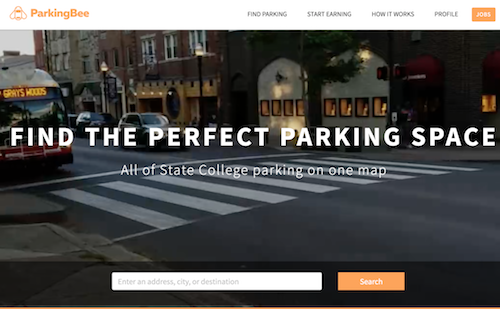 ParkingBee
FIND PARKING START EARNING HOW IT WORKS PROFILE JOBS
GRAYS WOODS
FIND THE PERFECT PARKING SPACE
All of State College parking on one map
Enter an address, city, or destination Search